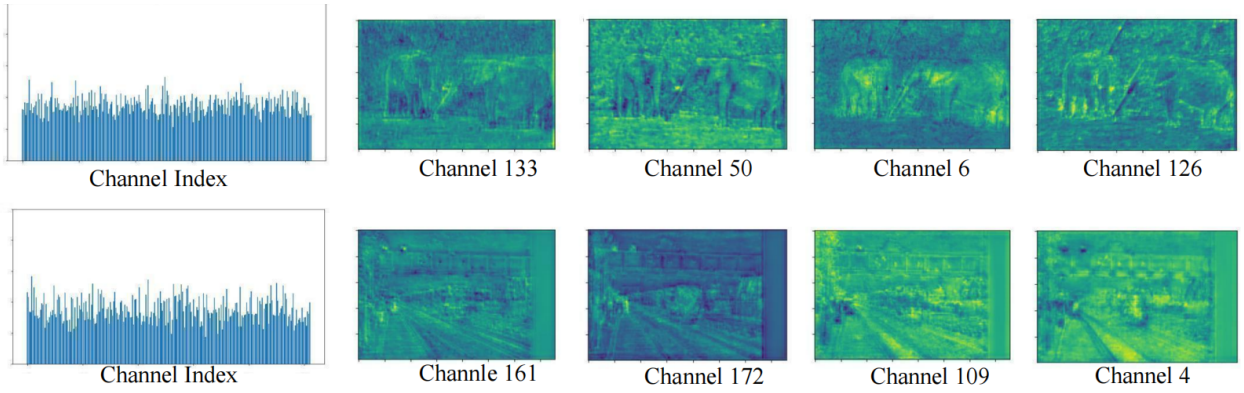 Channel Index
Channel 133
Channel 50
Channel 6
Channel 126
Channel Index
Channle 161
Channel 172
Channel 109
Channel 4